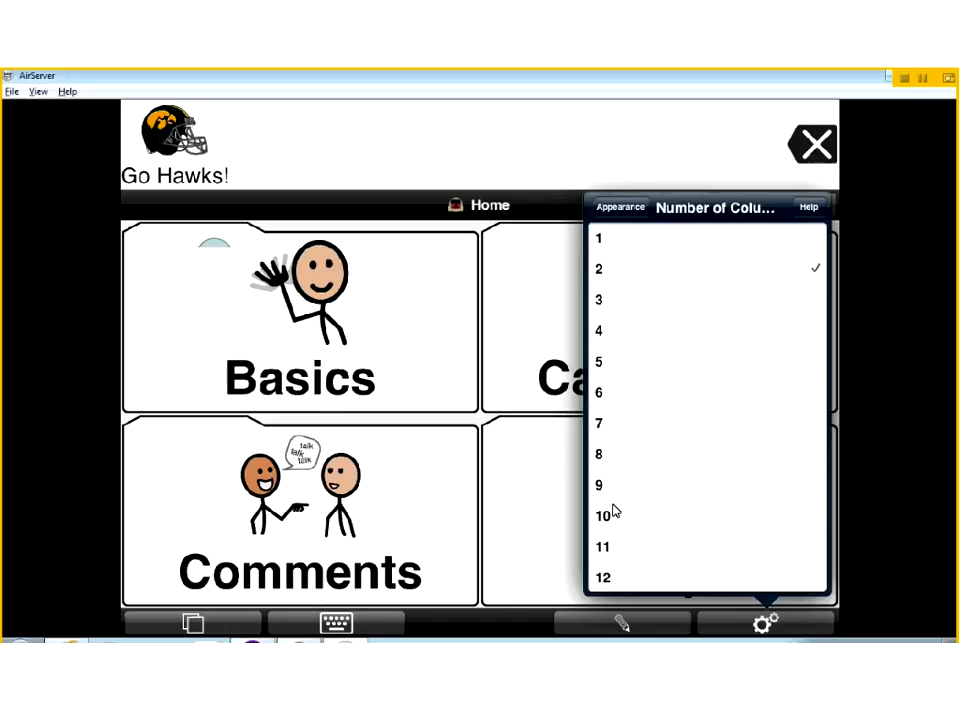 AirServer
File View Help
Go Hawks!
Home
Appearance Number of Colu... Help
1
2
3
4
5
6
7
8
9
10
11
12
Basics
Ca
talk
talk
talk
Comments